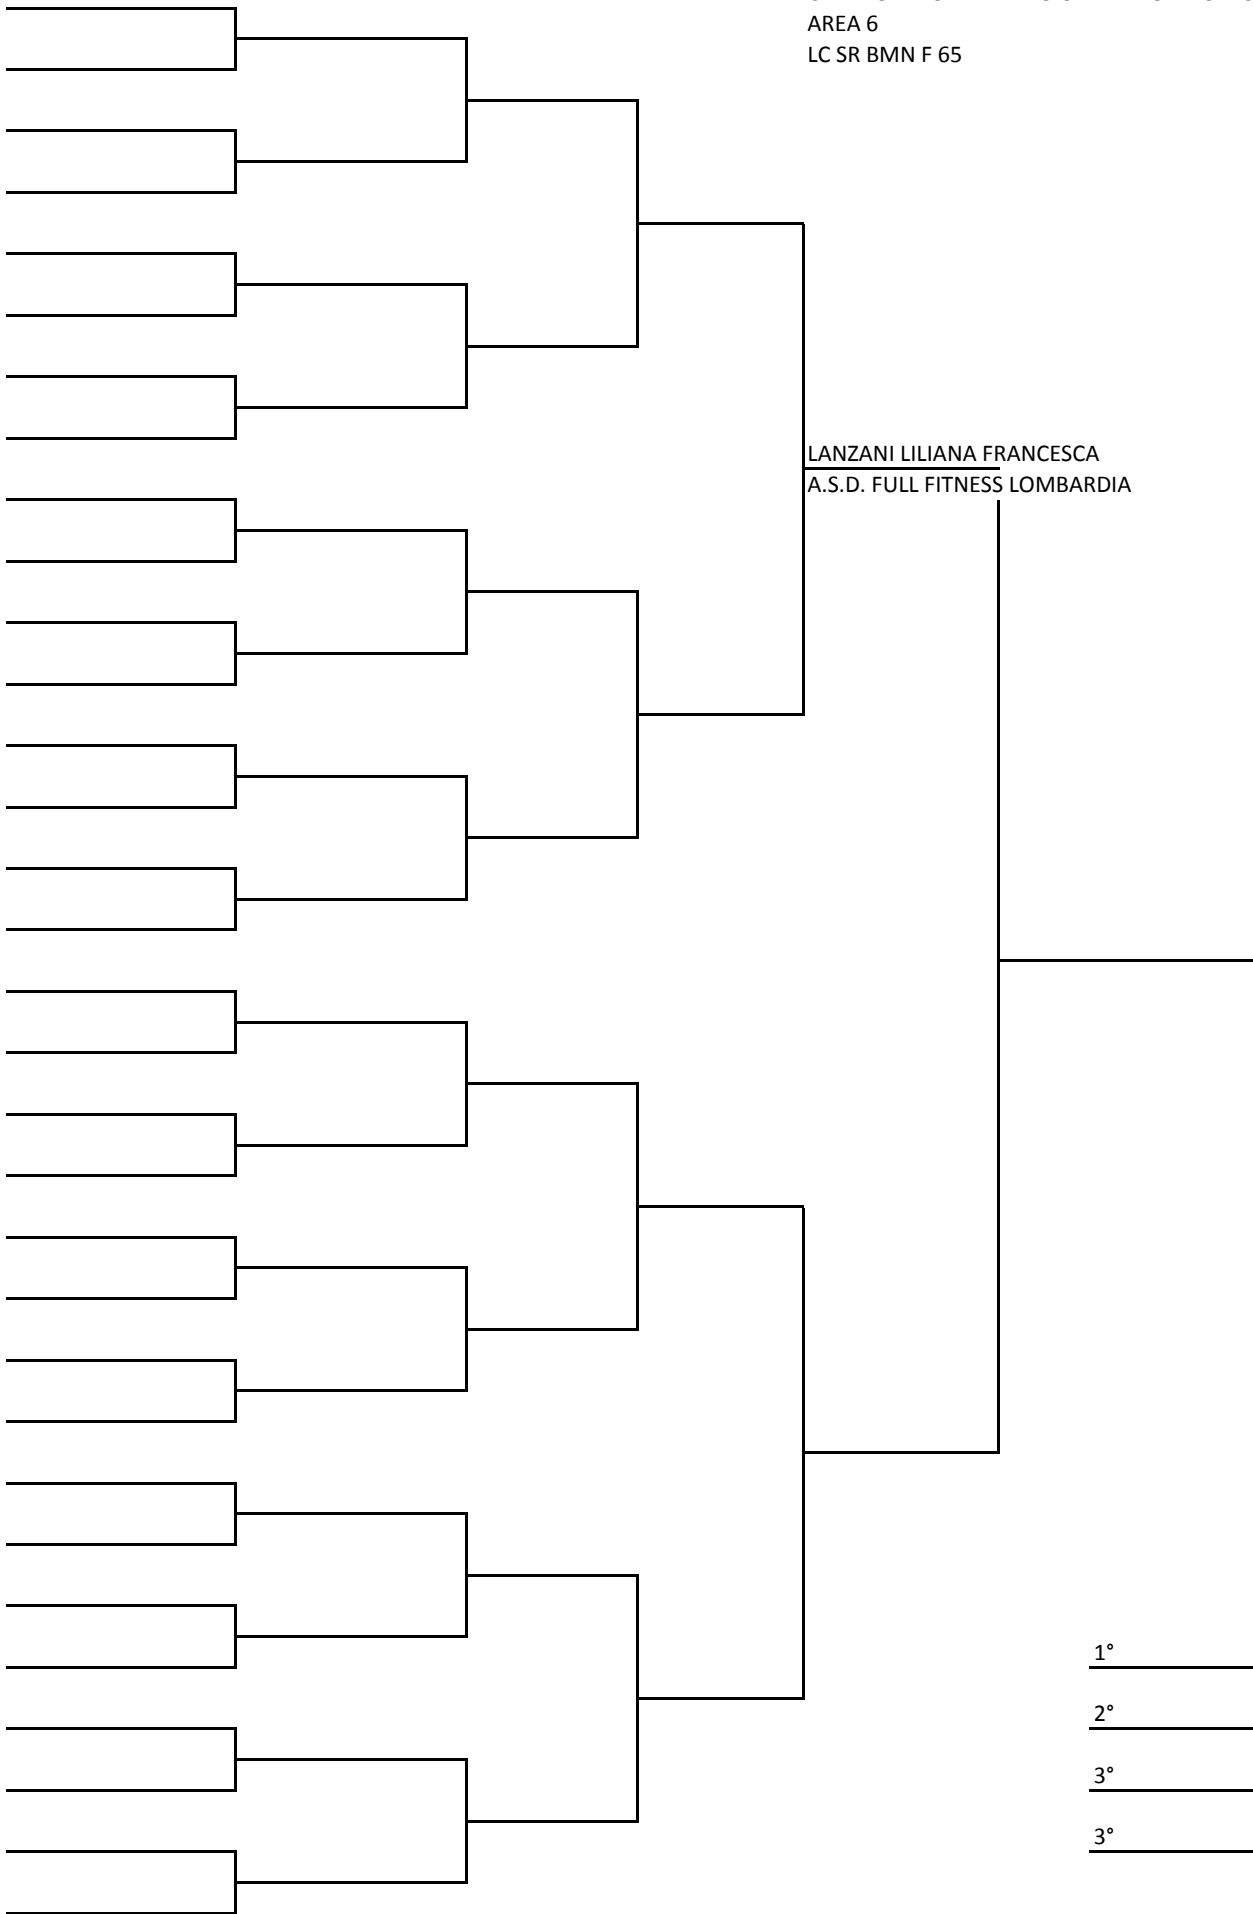 AREA 6
LC SR BMN F 65
LANZANI LILIANA FRANCESCA
A.S.D. FULL FITNESS LOMBARDIA
1°
2°
3°
3°